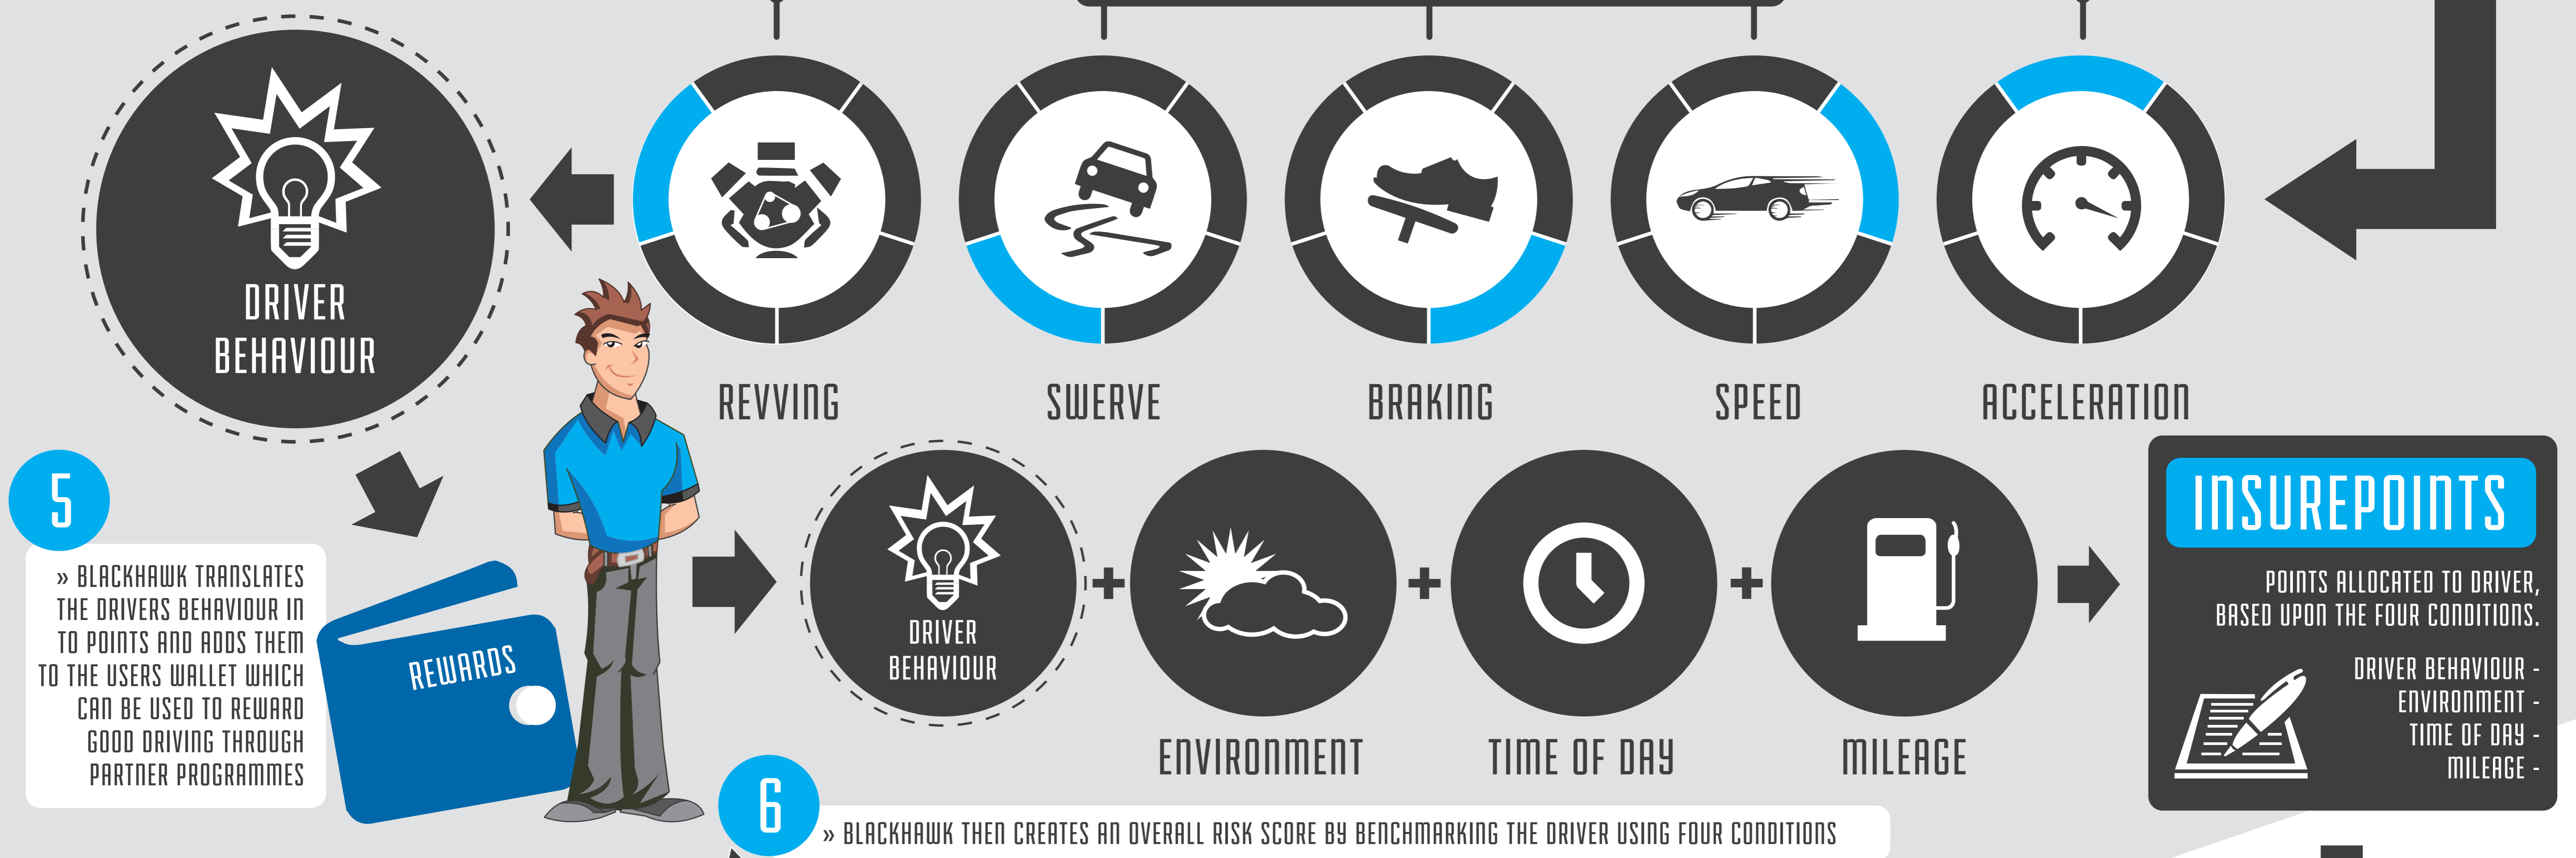 DRIVER
BEHAVIOUR
REVVING
SWERVE
BRAKING
SPEED
ACCELERATION
5
» BLACKHAWK TRANSLATES
THE DRIVERS BEHAVIOUR IN
TO POINTS AND ADDS THEM
TO THE USERS WALLET WHICH
CAN BE USED TO REWARD
GOOD DRIVING THROUGH
PARTNER PROGRAMMES
REWARDS
DRIVER
BEHAVIOUR
+
+
+
ENVIRONMENT
TIME OF DAY
MILEAGE
INSUREPOINTS
POINTS ALLOCATED TO DRIVER,
BASED UPON THE FOUR CONDITIONS.
DRIVER BEHAVIOUR -
ENVIRONMENT -
TIME OF DAY -
MILEAGE -
6
» BLACKHAWK THEN CREATES AN OVERALL RISK SCORE BY BENCHMARKING THE DRIVER USING FOUR CONDITIONS